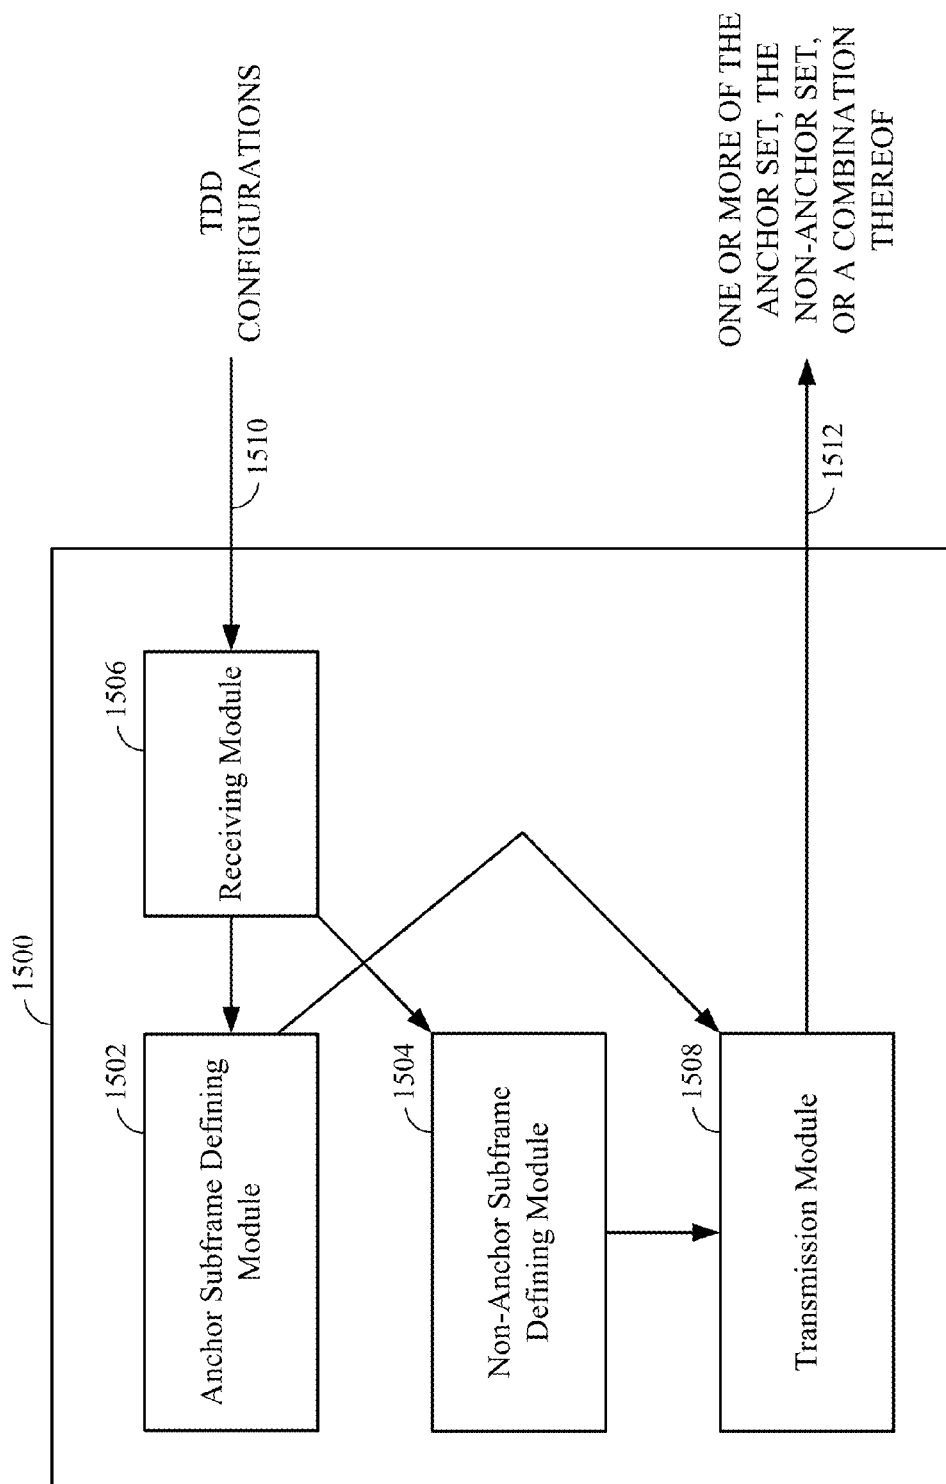 1500
1502
Anchor Subframe Defining
Module
1506
Receiving Module
1510
TDD
CONFIGURATIONS
1504
Non-Anchor Subframe
Defining Module
1508
Transmission Module
1512
ONE OR MORE OF THE
ANCHOR SET, THE
NON-ANCHOR SET,
OR A COMBINATION
THEREOF